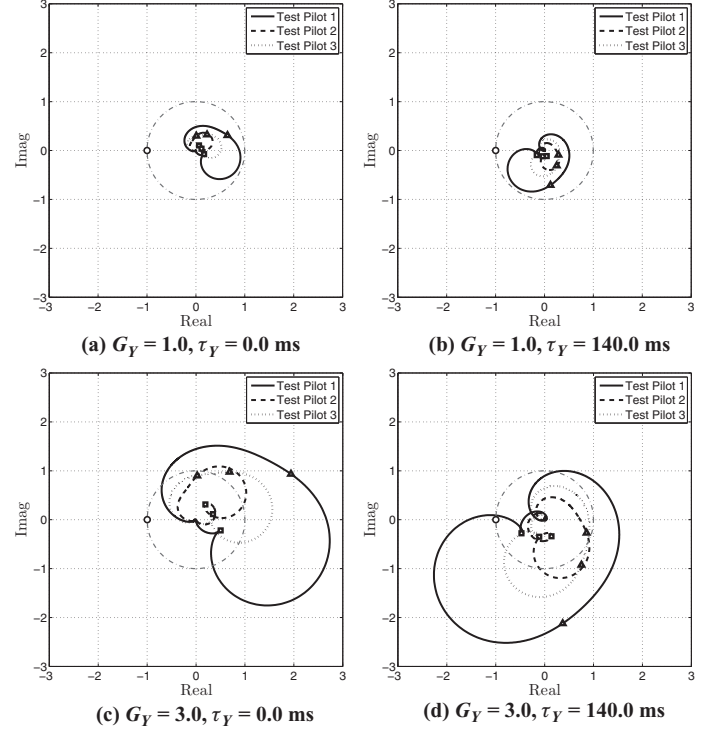 3
2
1
0
−1
−2
−3
Imag
−3 −2 −1 0 1 2 3
Real
Test Pilot 1
Test Pilot 2
Test Pilot 3
(a) G_Y = 1.0, τ_Y = 0.0 ms
3
2
1
0
−1
−2
−3
Imag
−3 −2 −1 0 1 2 3
Real
Test Pilot 1
Test Pilot 2
Test Pilot 3
(b) G_Y = 1.0, τ_Y = 140.0 ms
3
2
1
0
−1
−2
−3
Imag
−3 −2 −1 0 1 2 3
Real
Test Pilot 1
Test Pilot 2
Test Pilot 3
(c) G_Y = 3.0, τ_Y = 0.0 ms
3
2
1
0
−1
−2
−3
Imag
−3 −2 −1 0 1 2 3
Real
Test Pilot 1
Test Pilot 2
Test Pilot 3
(d) G_Y = 3.0, τ_Y = 140.0 ms